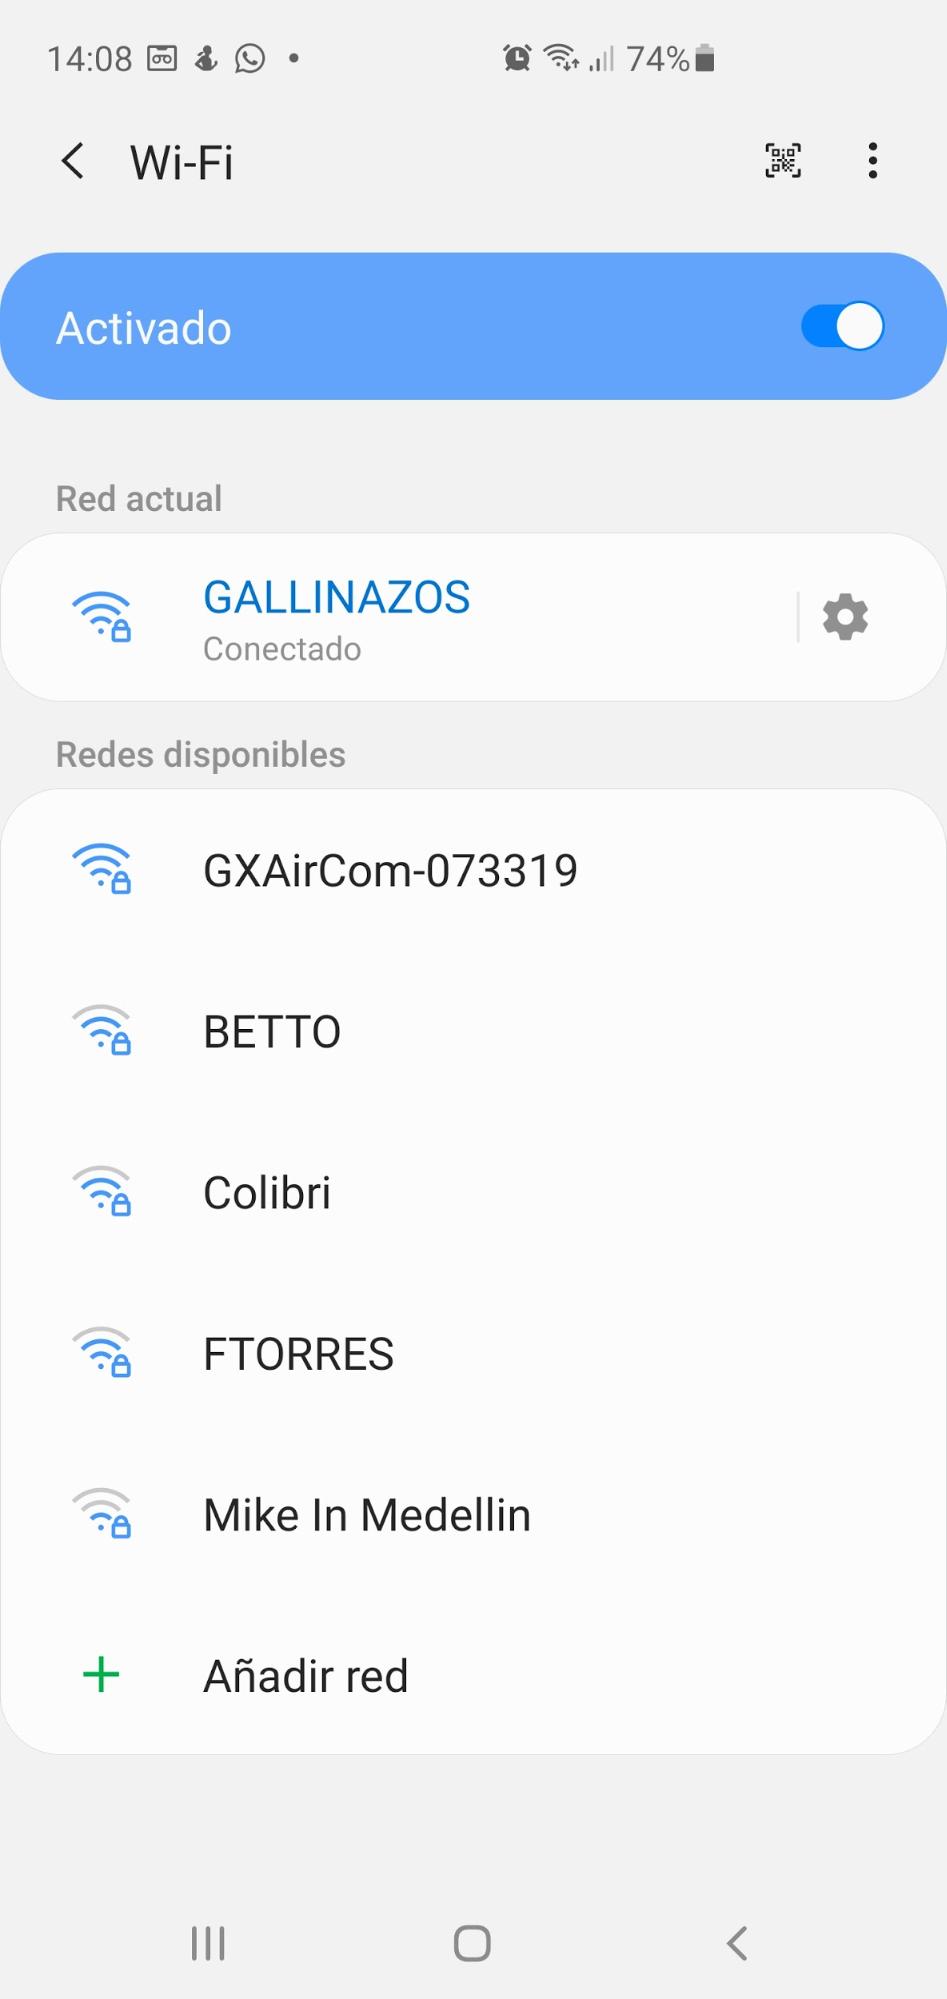 14:08
74%
Wi-Fi
Activado
Red actual
GALLINAZOS
Conectado
Redes disponibles
GXAirCom-073319
BETTO
Colibri
FTORRES
Mike In Medellin
Añadir red